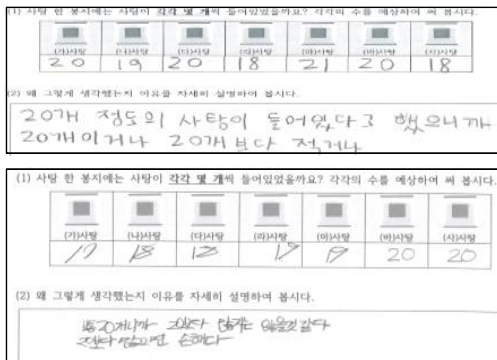 (1) 사탕 한 봉지에는 사탕이 각각 몇 개씩 들어있었을까요? 각각의 수를 예상하여 써 봅시다.
(가)사탕 (나)사탕 (다)사탕 (라)사탕 (마)사탕 (바)사탕 (사)사탕
20 19 20 18 21 20 18
(2) 왜 그렇게 생각했는지 이유를 자세히 설명하여 봅시다.
20개 정도의 사탕이 들어있다고 했으니까
20개이거나 20개보다 적거나
(1) 사탕 한 봉지에는 사탕이 각각 몇 개씩 들어있었을까요? 각각의 수를 예상하여 써 봅시다.
(가)사탕 (나)사탕 (다)사탕 (라)사탕 (마)사탕 (바)사탕 (사)사탕
17 18 18 19 19 20 20
(2) 왜 그렇게 생각했는지 이유를 자세히 설명하여 봅시다.
20개니까
손해다